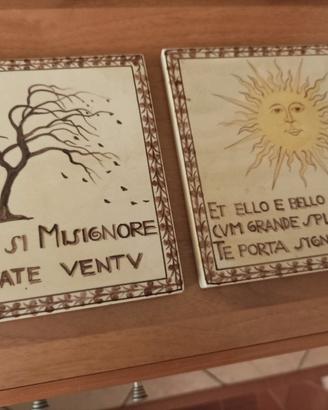 SI MISIGNORE
ATE VENTV
ET ELLO E BELLO
CVM GRANDE SPL
TE PORTA SIGN